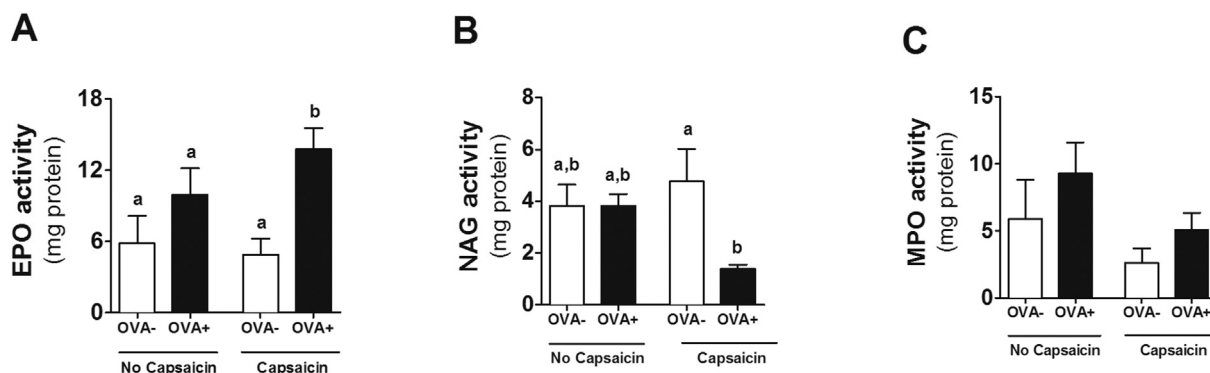 A
EPO activity
(mg protein)
18
12
6
0
a
a
a
b
OVA- OVA+ OVA- OVA+
No Capsaicin Capsaicin
B
NAG activity
(mg protein)
8
6
4
2
0
a,b
a,b
a
b
OVA- OVA+ OVA- OVA+
No Capsaicin Capsaicin
C
MPO activity
(mg protein)
15
10
5
0
OVA- OVA+ OVA- OVA+
No Capsaicin Capsaicin